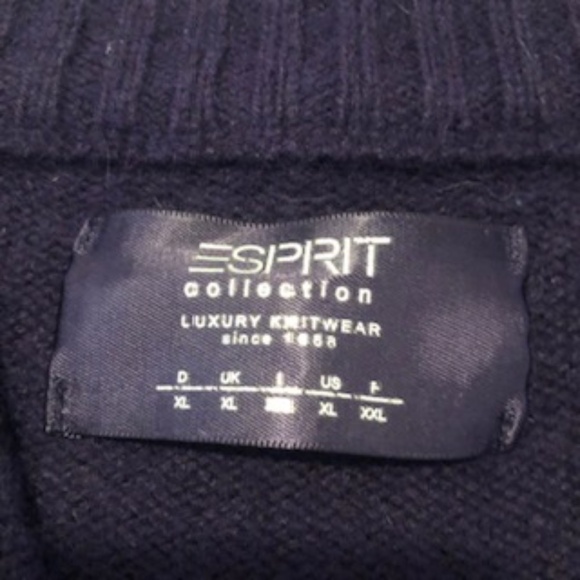 ESPRIT
collection
LUXURY KNITWEAR
since
D UK I US F
XL XL XL XXL